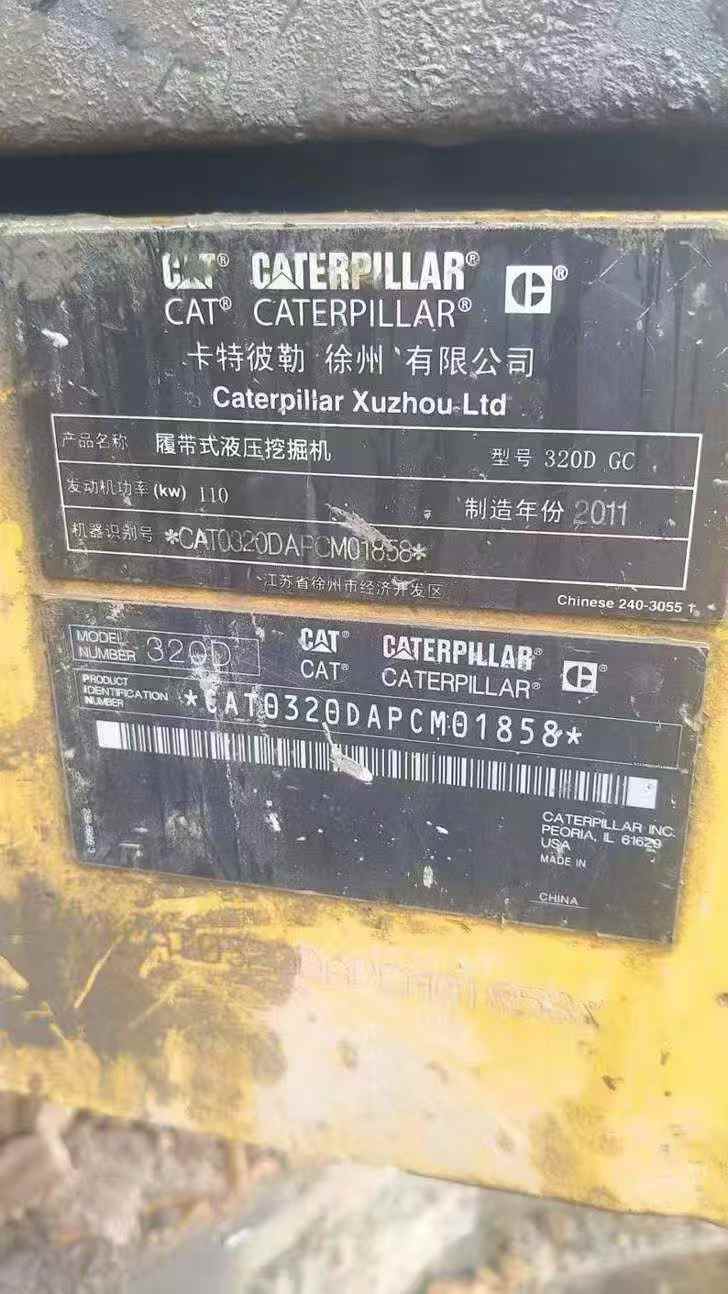 CAT® CATERPILLAR®
CAT® CATERPILLAR®
卡特彼勒 徐州 有限公司
Caterpillar Xuzhou Ltd
产品名称 履带式液压挖掘机 型号 320D GC
发动机功率(kw) 110 制造年份 2011
机器识别号 *CAT0320DAPCM01858*
江苏省徐州市经济开发区
Chinese 240-3055 1
MODEL NUMBER 320D CAT® CATERPILLAR®
CAT® CATERPILLAR®
PRODUCT IDENTIFICATION NUMBER *CAT0320DAPCM01858*
CATERPILLAR INC.
PEORIA, IL 61629
USA
MADE IN
CHINA